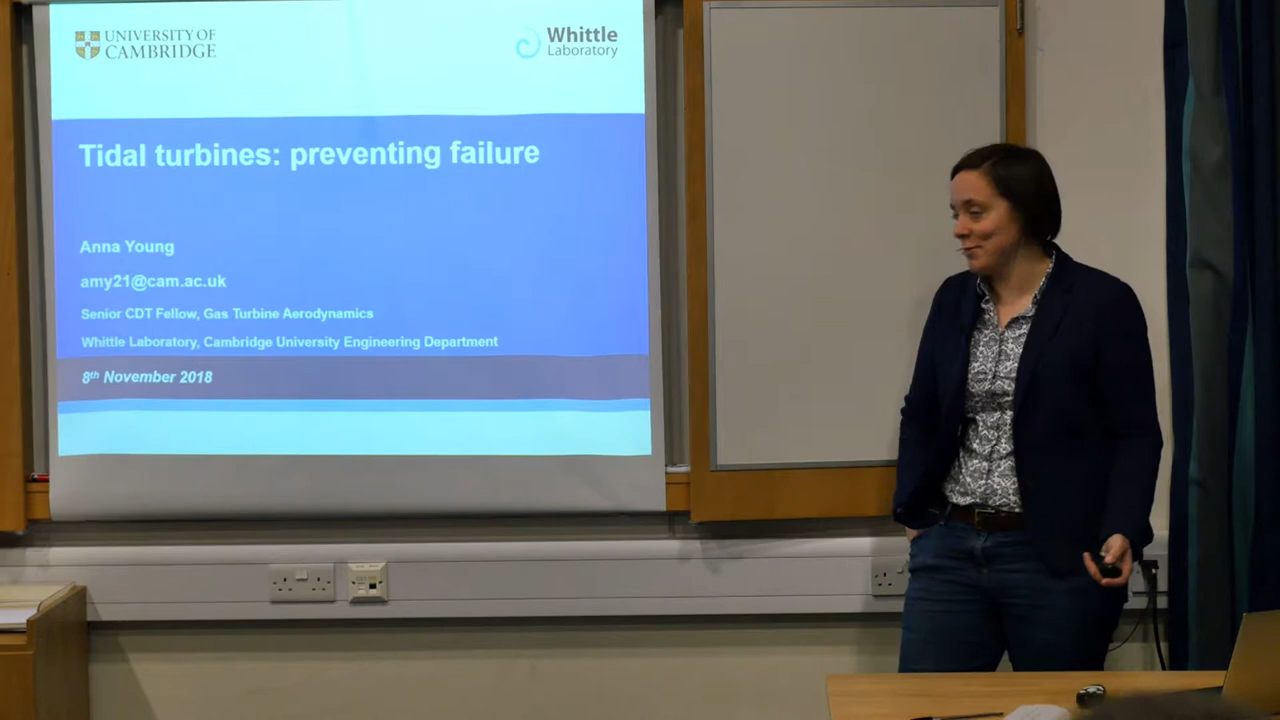 UNIVERSITY OF
CAMBRIDGE
Whittle
Laboratory
Tidal turbines: preventing failure
Anna Young
amy21@cam.ac.uk
Senior CDT Fellow, Gas Turbine Aerodynamics
Whittle Laboratory, Cambridge University Engineering Department
8th November 2018